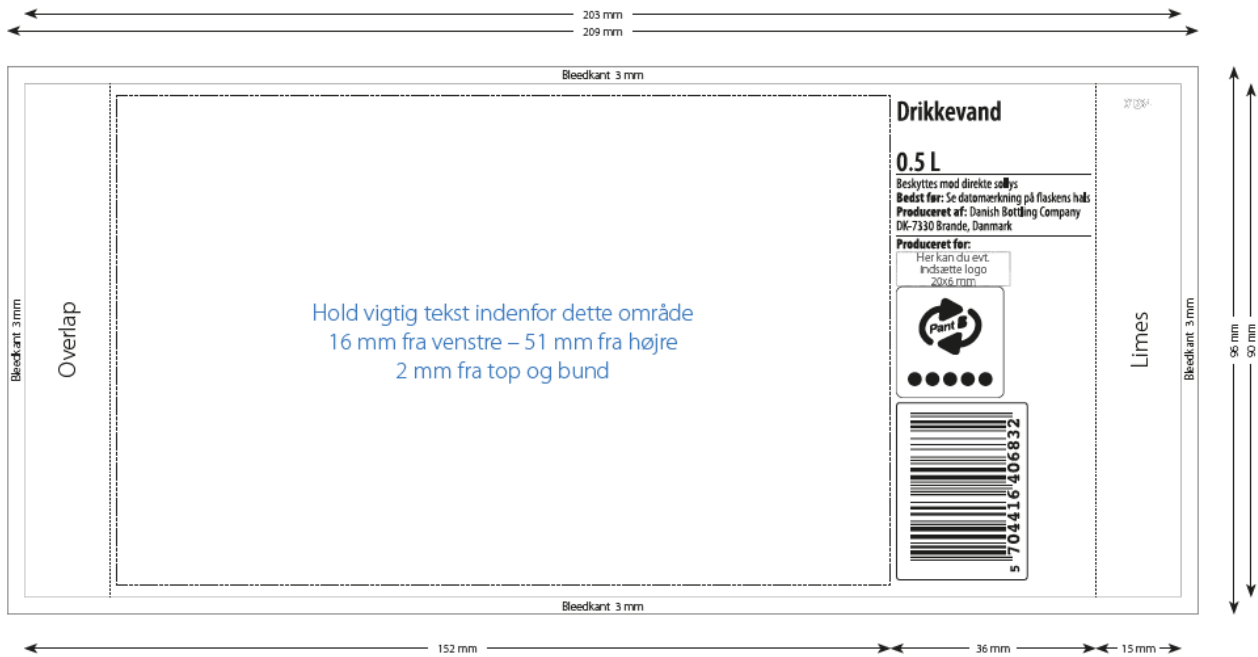 203 mm
209 mm
Bleedkant 3 mm
Bleedkant 3 mm
Overlap
Hold vigtig tekst indenfor dette område
16 mm fra venstre – 51 mm fra højre
2 mm fra top og bund
Drikkevand
0.5 L
Beskyttes mod direkte sollys
Bedst før: Se datomærkning på flaskens hals
Produceret af: Danish Bottling Company
DK-7330 Brande, Danmark
Produceret for:
Her kan du evt.
Indsætte logo
20x6 mm
Pant B
5 704416 406832
Limes
Bleedkant 3 mm
96 mm
90 mm
Bleedkant 3 mm
152 mm
36 mm
15 mm